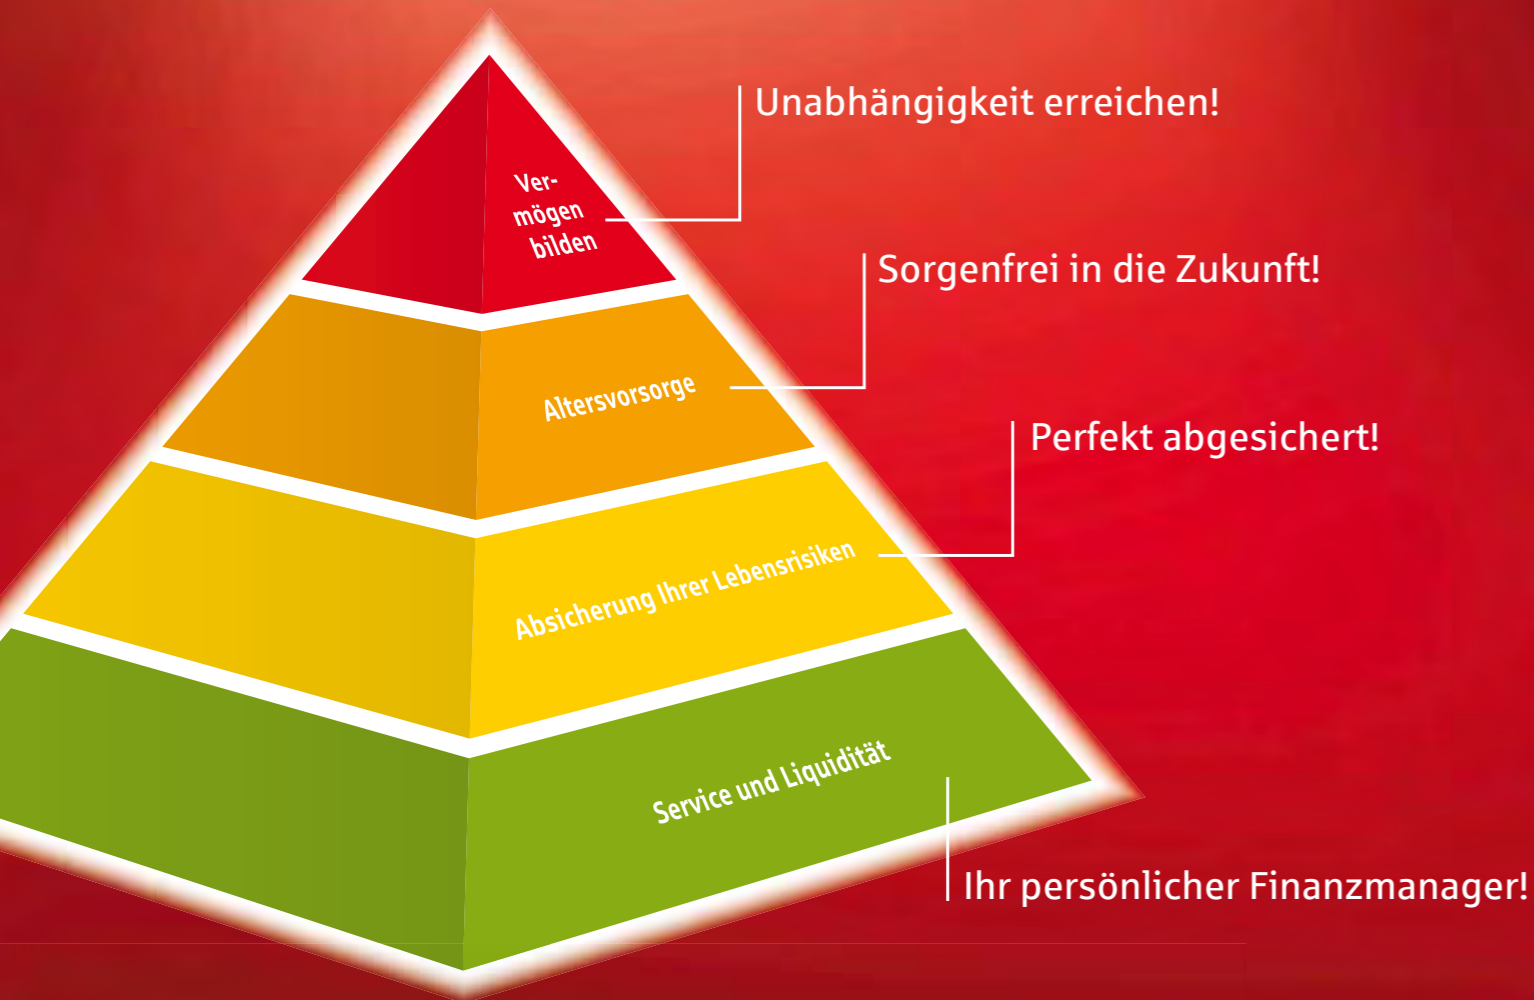 Unabhängigkeit erreichen!
Ver-
mögen
bilden
Sorgenfrei in die Zukunft!
Altersvorsorge
Perfekt abgesichert!
Absicherung Ihrer Lebensrisiken
Service und Liquidität
Ihr persönlicher Finanzmanager!